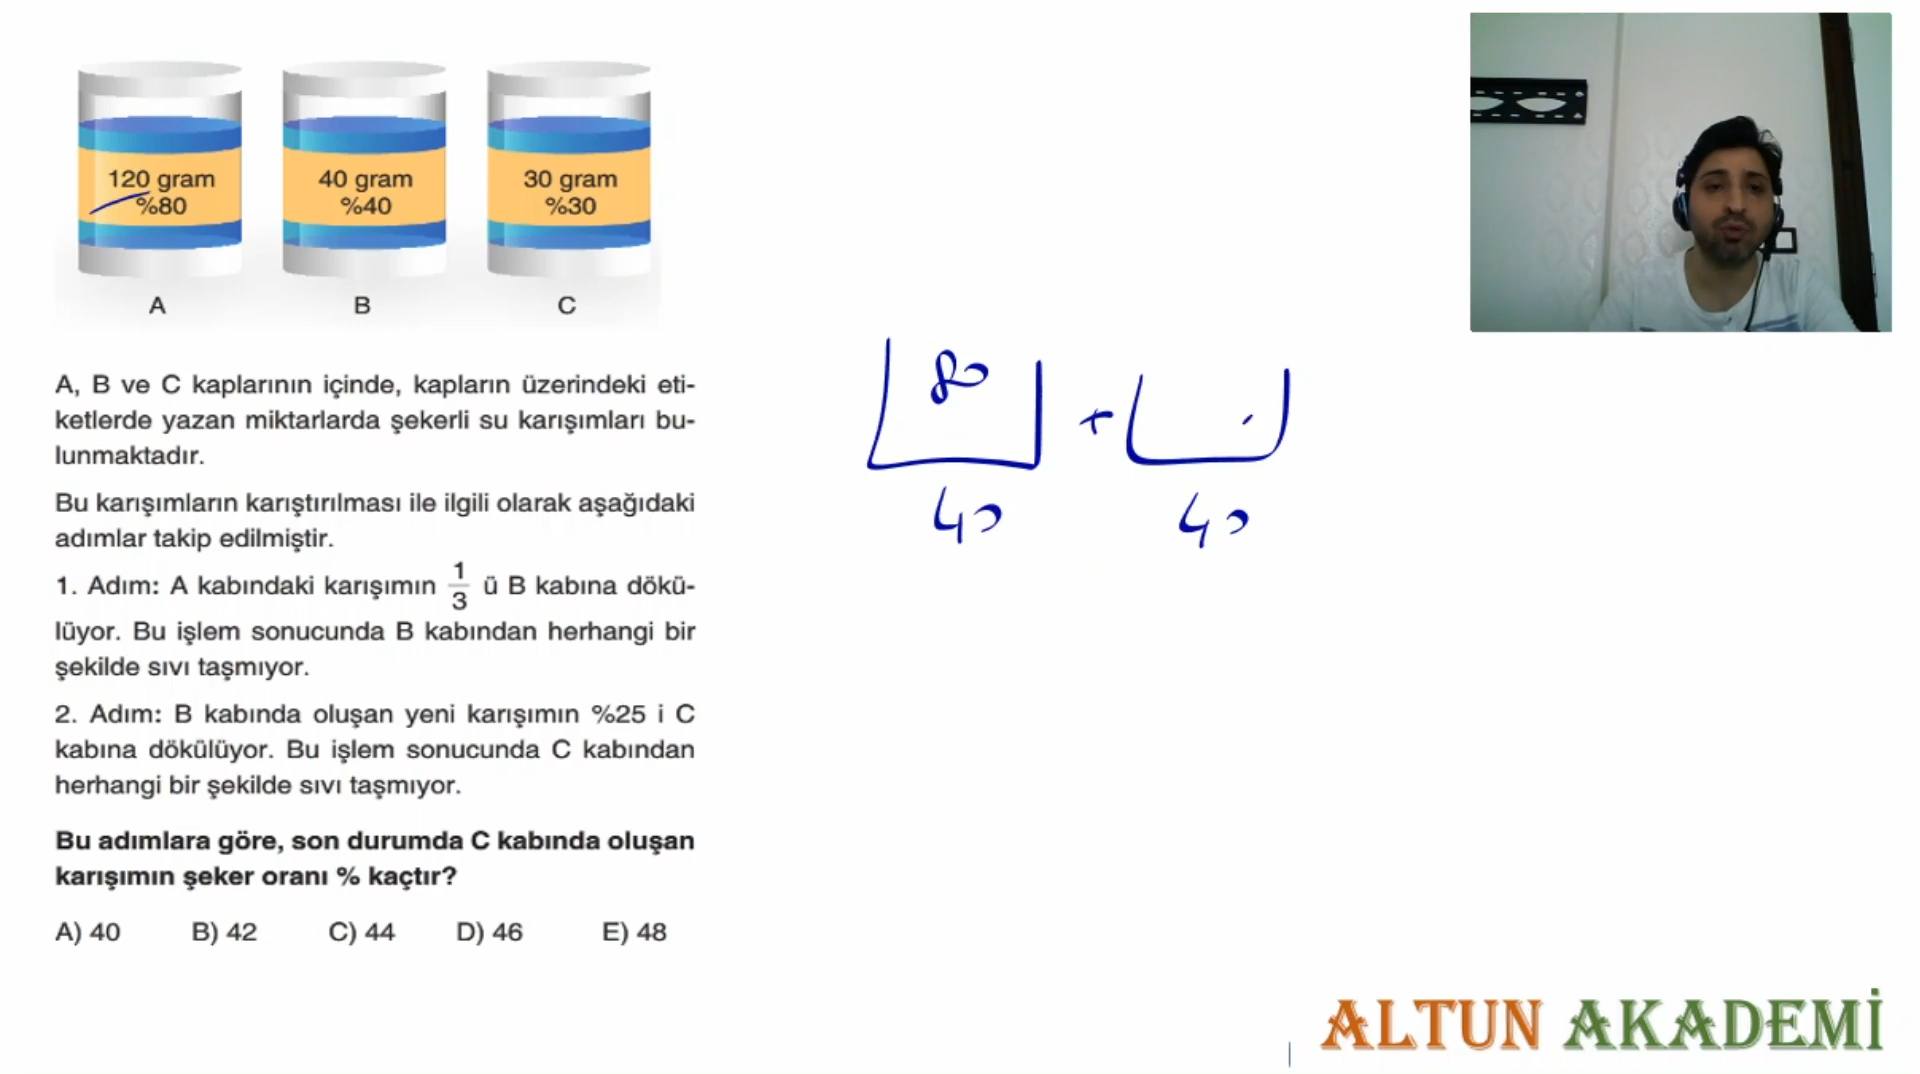 120 gram
%80
40 gram
%40
30 gram
%30
A
B
C
A, B ve C kaplarının içinde, kapların üzerindeki eti-
ketlerde yazan miktarlarda şekerli su karışımları bu-
lunmaktadır.
Bu karışımların karıştırılması ile ilgili olarak aşağıdaki
adımlar takip edilmiştir.
1. Adım: A kabındaki karışımın 1/3 ü B kabına dökü-
lüyor. Bu işlem sonucunda B kabından herhangi bir
şekilde sıvı taşmıyor.
2. Adım: B kabında oluşan yeni karışımın %25 i C
kabına dökülüyor. Bu işlem sonucunda C kabından
herhangi bir şekilde sıvı taşmıyor.
Bu adımlara göre, son durumda C kabında oluşan
karışımın şeker oranı % kaçtır?
A) 40 B) 42 C) 44 D) 46 E) 48
80
+
40 40
ALTUN AKADEMİ